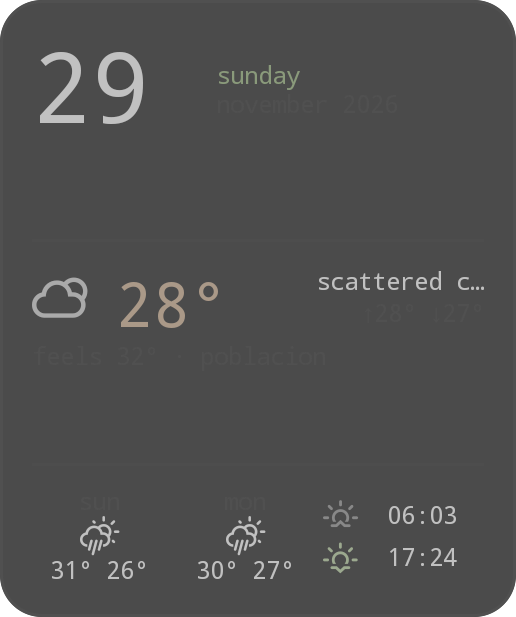 29
sunday
november 2026
28°
scattered c…
↑28° ↓27°
feels 32° · poblacion
sun
mon
31° 26°
30° 27°
06:03
17:24